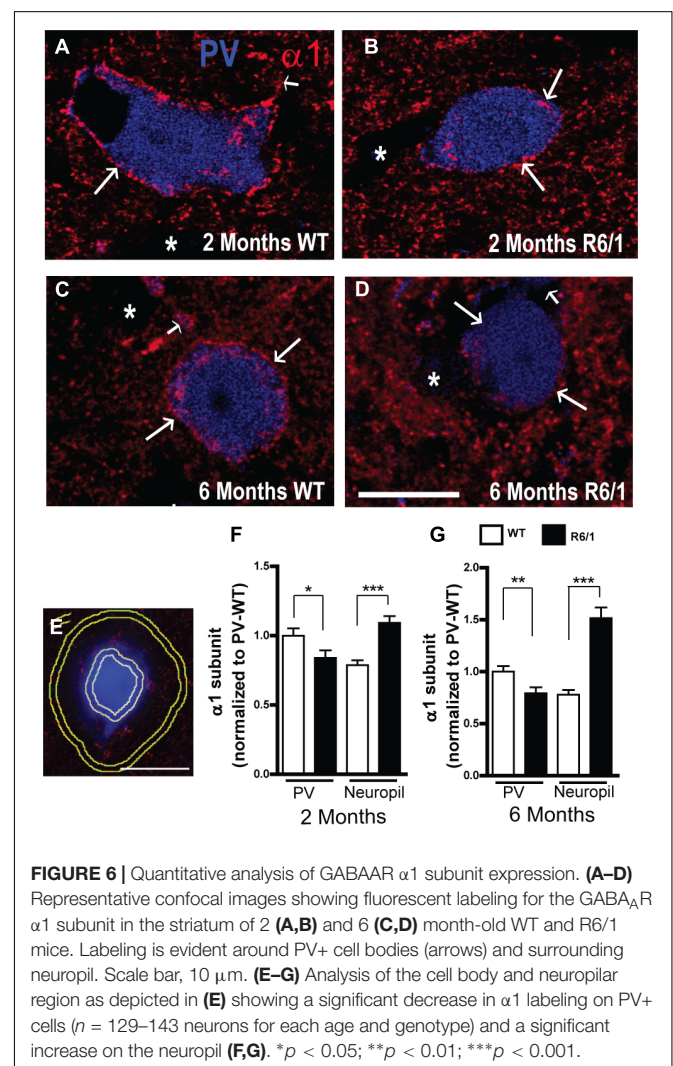 A
PV α1
B
*
* 2 Months WT
2 Months R6/1
C
*
D
*
6 Months WT
6 Months R6/1
F
G
WT
R6/1
E
α1 subunit
(normalized to PV-WT)
1.5
1.0
0.5
0.0
*
***
PV
Neuropil
2 Months
α1 subunit
(normalized to PV-WT)
2.0
1.5
1.0
0.5
0.0
**
***
PV
Neuropil
6 Months
FIGURE 6 | Quantitative analysis of GABAAR α1 subunit expression. (A–D)
Representative confocal images showing fluorescent labeling for the GABA_AR
α1 subunit in the striatum of 2 (A,B) and 6 (C,D) month-old WT and R6/1
mice. Labeling is evident around PV+ cell bodies (arrows) and surrounding
neuropil. Scale bar, 10 μm. (E–G) Analysis of the cell body and neuropilar
region as depicted in (E) showing a significant decrease in α1 labeling on PV+
cells (n = 129–143 neurons for each age and genotype) and a significant
increase on the neuropil (F,G). *p < 0.05; **p < 0.01; ***p < 0.001.